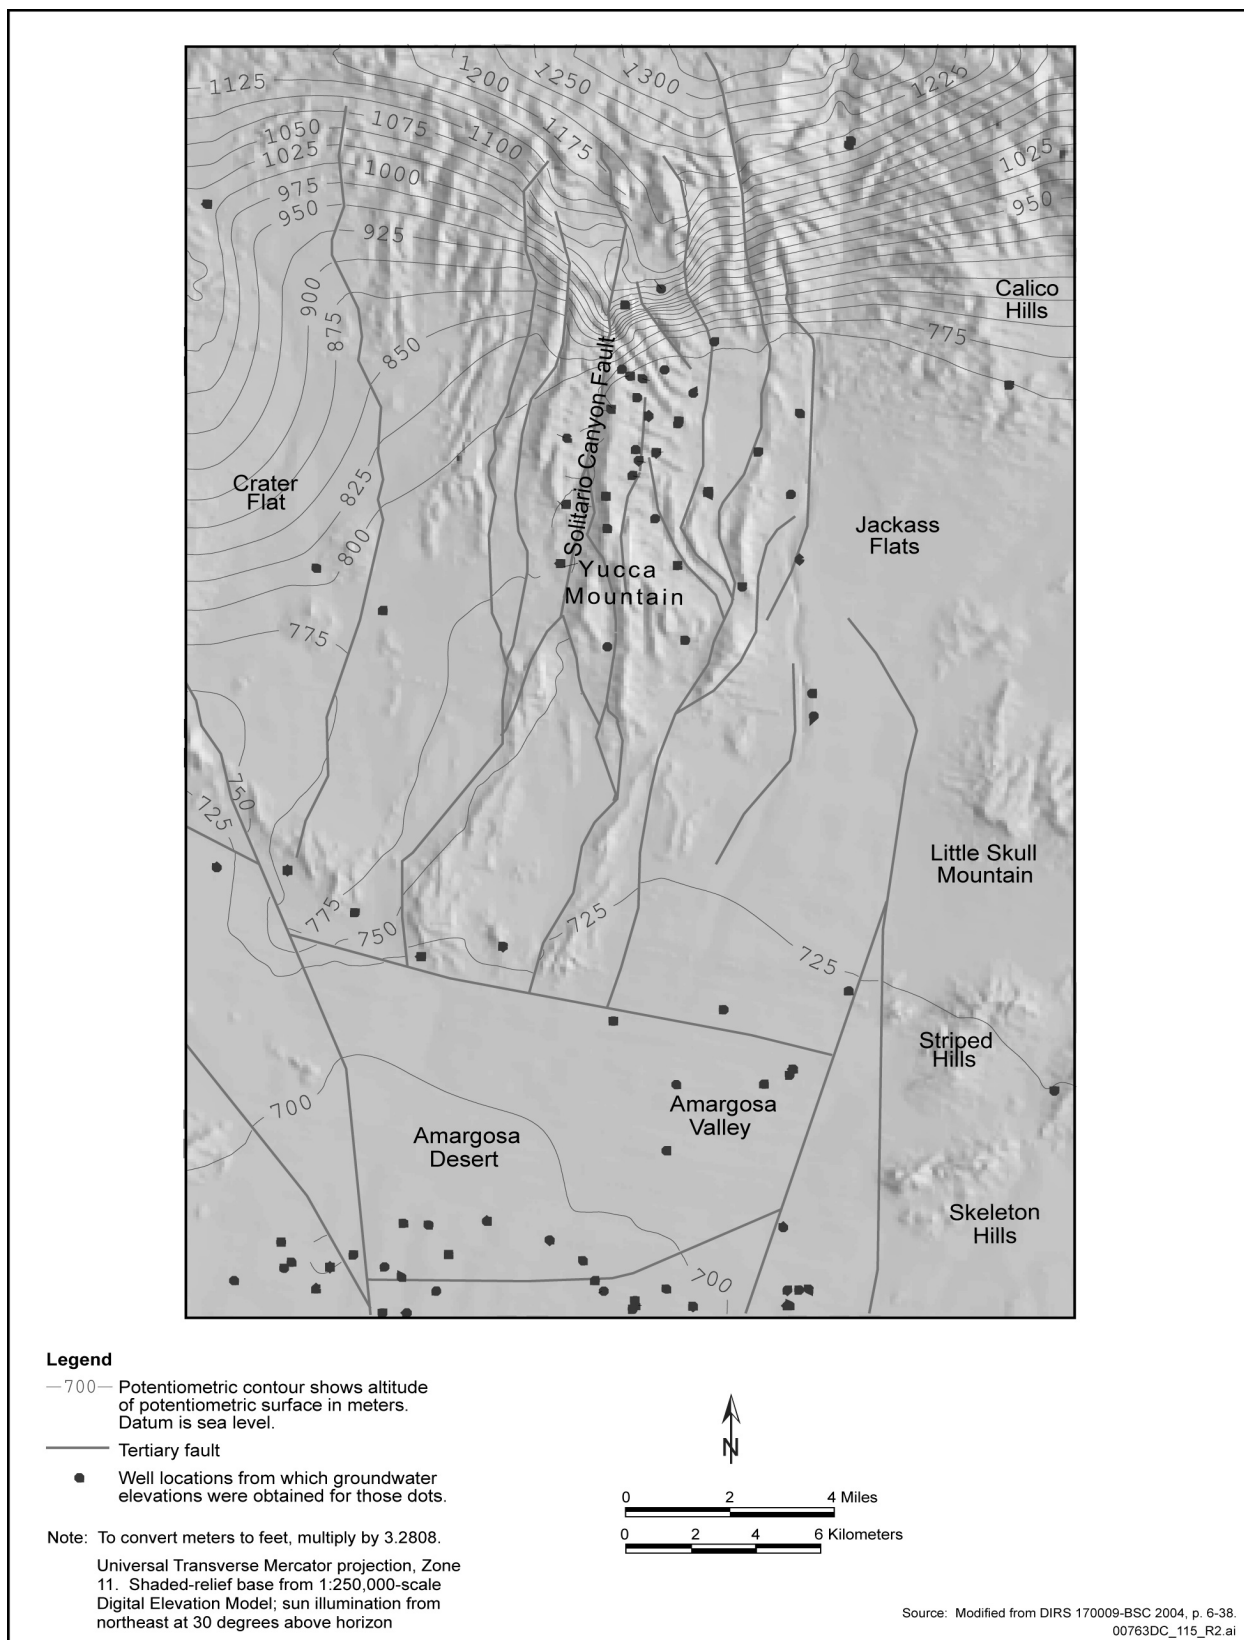 1125
1200
1250
1300
1225
1050
1075
1100
1175
1025
1025
1000
975
950
950
925
900
875
850
775
Calico
Hills
Solitario Canyon Fault
Crater
Flat
825
800
Jackass
Flats
Yucca
Mountain
775
750
725
Little Skull
Mountain
775
750
725
725
Striped
Hills
700
Amargosa
Valley
Amargosa
Desert
Skeleton
Hills
700
Legend
—700— Potentiometric contour shows altitude
of potentiometric surface in meters.
Datum is sea level.
Tertiary fault
Well locations from which groundwater
elevations were obtained for those dots.
N
0 2 4 Miles
0 2 4 6 Kilometers
Note: To convert meters to feet, multiply by 3.2808.
Universal Transverse Mercator projection, Zone
11. Shaded-relief base from 1:250,000-scale
Digital Elevation Model; sun illumination from
northeast at 30 degrees above horizon
Source: Modified from DIRS 170009-BSC 2004, p. 6-38.
00763DC_115_R2.ai